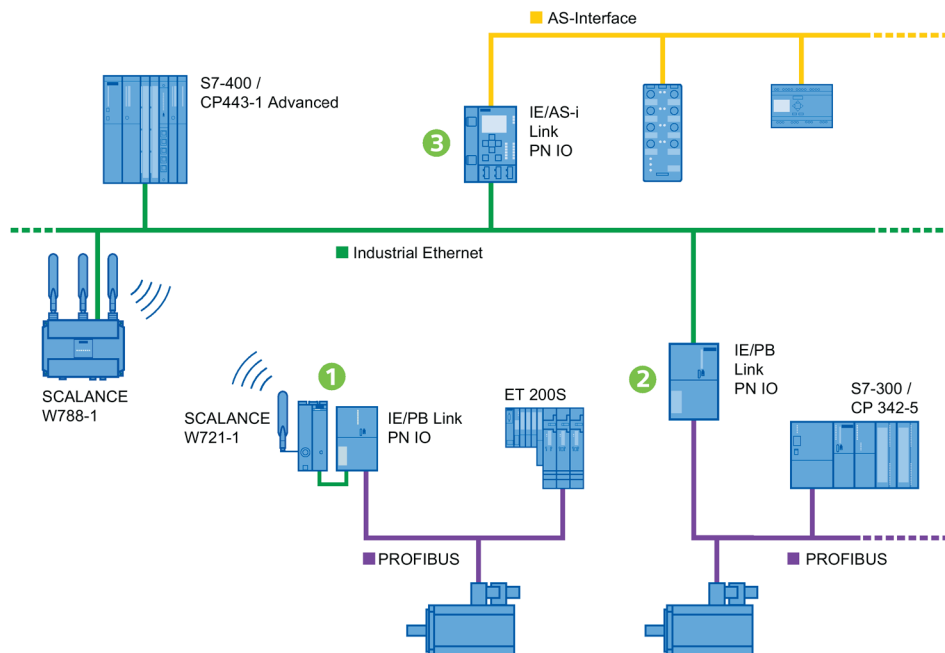 AS-Interface
S7-400 /
CP443-1 Advanced
IE/AS-i
Link
PN IO
3
Industrial Ethernet
SCALANCE
W788-1
1
SCALANCE
W721-1
IE/PB Link
PN IO
ET 200S
2
IE/PB
Link
PN IO
S7-300 /
CP 342-5
PROFIBUS
PROFIBUS